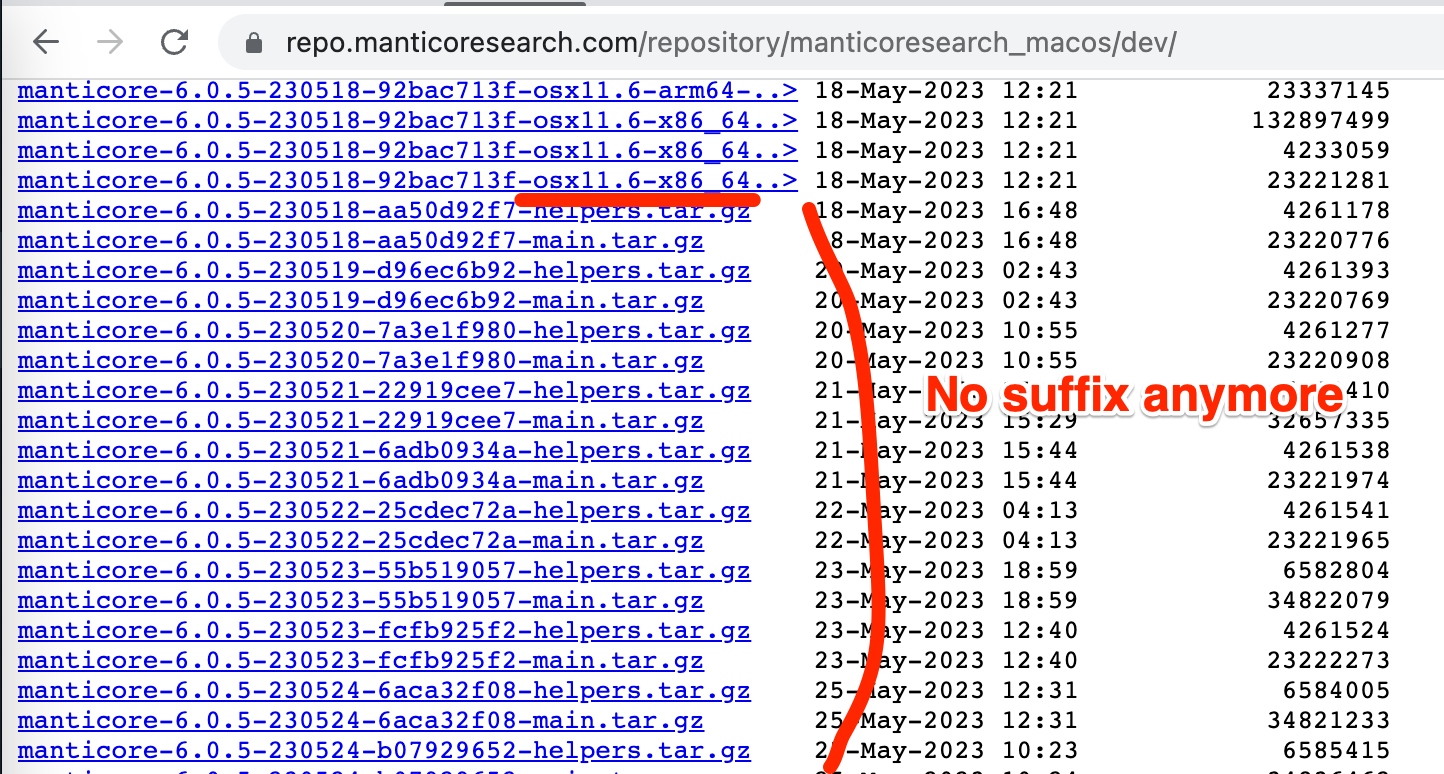 repo.manticoresearch.com/repository/manticoresearch_macos/dev/
manticore-6.0.5-230518-92bac713f-osx11.6-arm64-..> 18-May-2023 12:21 23337145
manticore-6.0.5-230518-92bac713f-osx11.6-x86_64..> 18-May-2023 12:21 132897499
manticore-6.0.5-230518-92bac713f-osx11.6-x86_64..> 18-May-2023 12:21 4233059
manticore-6.0.5-230518-92bac713f-osx11.6-x86_64..> 18-May-2023 12:21 23221281
manticore-6.0.5-230518-aa50d92f7-helpers.tar.gz 18-May-2023 16:48 4261178
manticore-6.0.5-230518-aa50d92f7-main.tar.gz 8-May-2023 16:48 23220776
manticore-6.0.5-230519-d96ec6b92-helpers.tar.gz 20-May-2023 02:43 4261393
manticore-6.0.5-230519-d96ec6b92-main.tar.gz 20-May-2023 02:43 23220769
manticore-6.0.5-230520-7a3e1f980-helpers.tar.gz 20-May-2023 10:55 4261277
manticore-6.0.5-230520-7a3e1f980-main.tar.gz 20-May-2023 10:55 23220908
manticore-6.0.5-230521-22919cee7-helpers.tar.gz 21-May-2023 410
No suffix anymore
manticore-6.0.5-230521-22919cee7-main.tar.gz 21-May-2023 15:29 32657335
manticore-6.0.5-230521-6adb0934a-helpers.tar.gz 21-May-2023 15:44 4261538
manticore-6.0.5-230521-6adb0934a-main.tar.gz 21-May-2023 15:44 23221974
manticore-6.0.5-230522-25cdec72a-helpers.tar.gz 22-May-2023 04:13 4261541
manticore-6.0.5-230522-25cdec72a-main.tar.gz 22-May-2023 04:13 23221965
manticore-6.0.5-230523-55b519057-helpers.tar.gz 23-May-2023 18:59 6582804
manticore-6.0.5-230523-55b519057-main.tar.gz 23-May-2023 18:59 34822079
manticore-6.0.5-230523-fcfb925f2-helpers.tar.gz 23-May-2023 12:40 4261524
manticore-6.0.5-230523-fcfb925f2-main.tar.gz 23-May-2023 12:40 23222273
manticore-6.0.5-230524-6aca32f08-helpers.tar.gz 25-May-2023 12:31 6584005
manticore-6.0.5-230524-6aca32f08-main.tar.gz 25-May-2023 12:31 34821233
manticore-6.0.5-230524-b07929652-helpers.tar.gz 25-May-2023 10:23 6585415